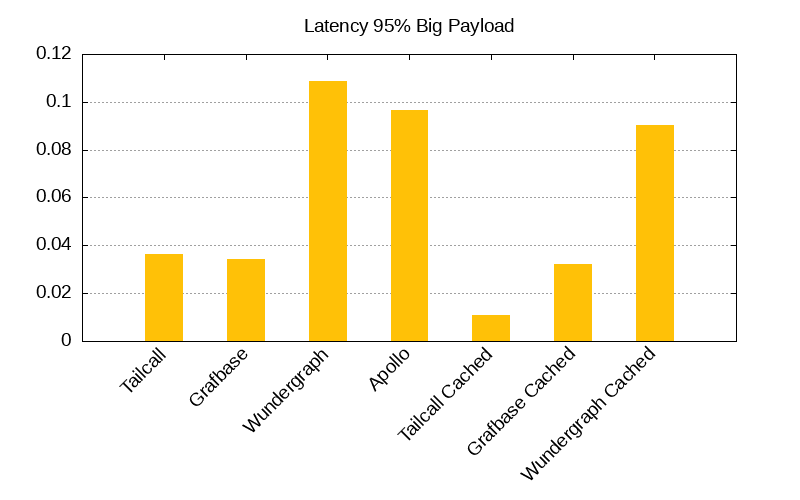 Latency 95% Big Payload
0.12
0.1
0.08
0.06
0.04
0.02
0
Tailcall
Grafbase
Wundergraph
Apollo
Tailcall Cached
Grafbase Cached
Wundergraph Cached